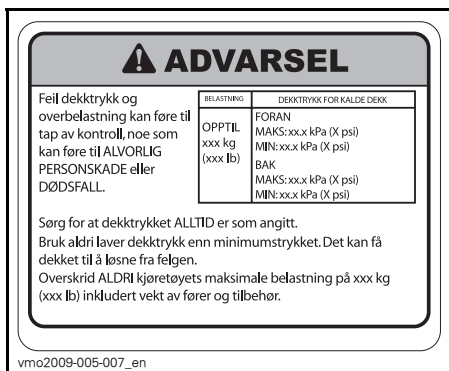 ADVARSEL
Feil dekktrykk og
overbelastning kan føre til
tap av kontroll, noe som
kan føre til ALVORLIG
PERSONSKADE eller
DØDSFALL.
BELASTNING
DEKKTRYKK FOR KALDE DEKK
OPPTIL
xxx kg
(xxx lb)
FORAN
MAKS: xx.x kPa (X psi)
MIN: xx.x kPa (X psi)
BAK
MAKS: xx.x kPa (X psi)
MIN: xx.x kPa (X psi)
Sørg for at dekktrykket ALLTID er som angitt.
Bruk aldri laver dekktrykk enn minimumstrykket. Det kan få
dekket til å løsne fra felgen.
Overskrid ALDRI kjøretøyets maksimale belastning på xxx kg
(xxx lb) inkludert vekt av fører og tilbehør.
vmo2009-005-007_en